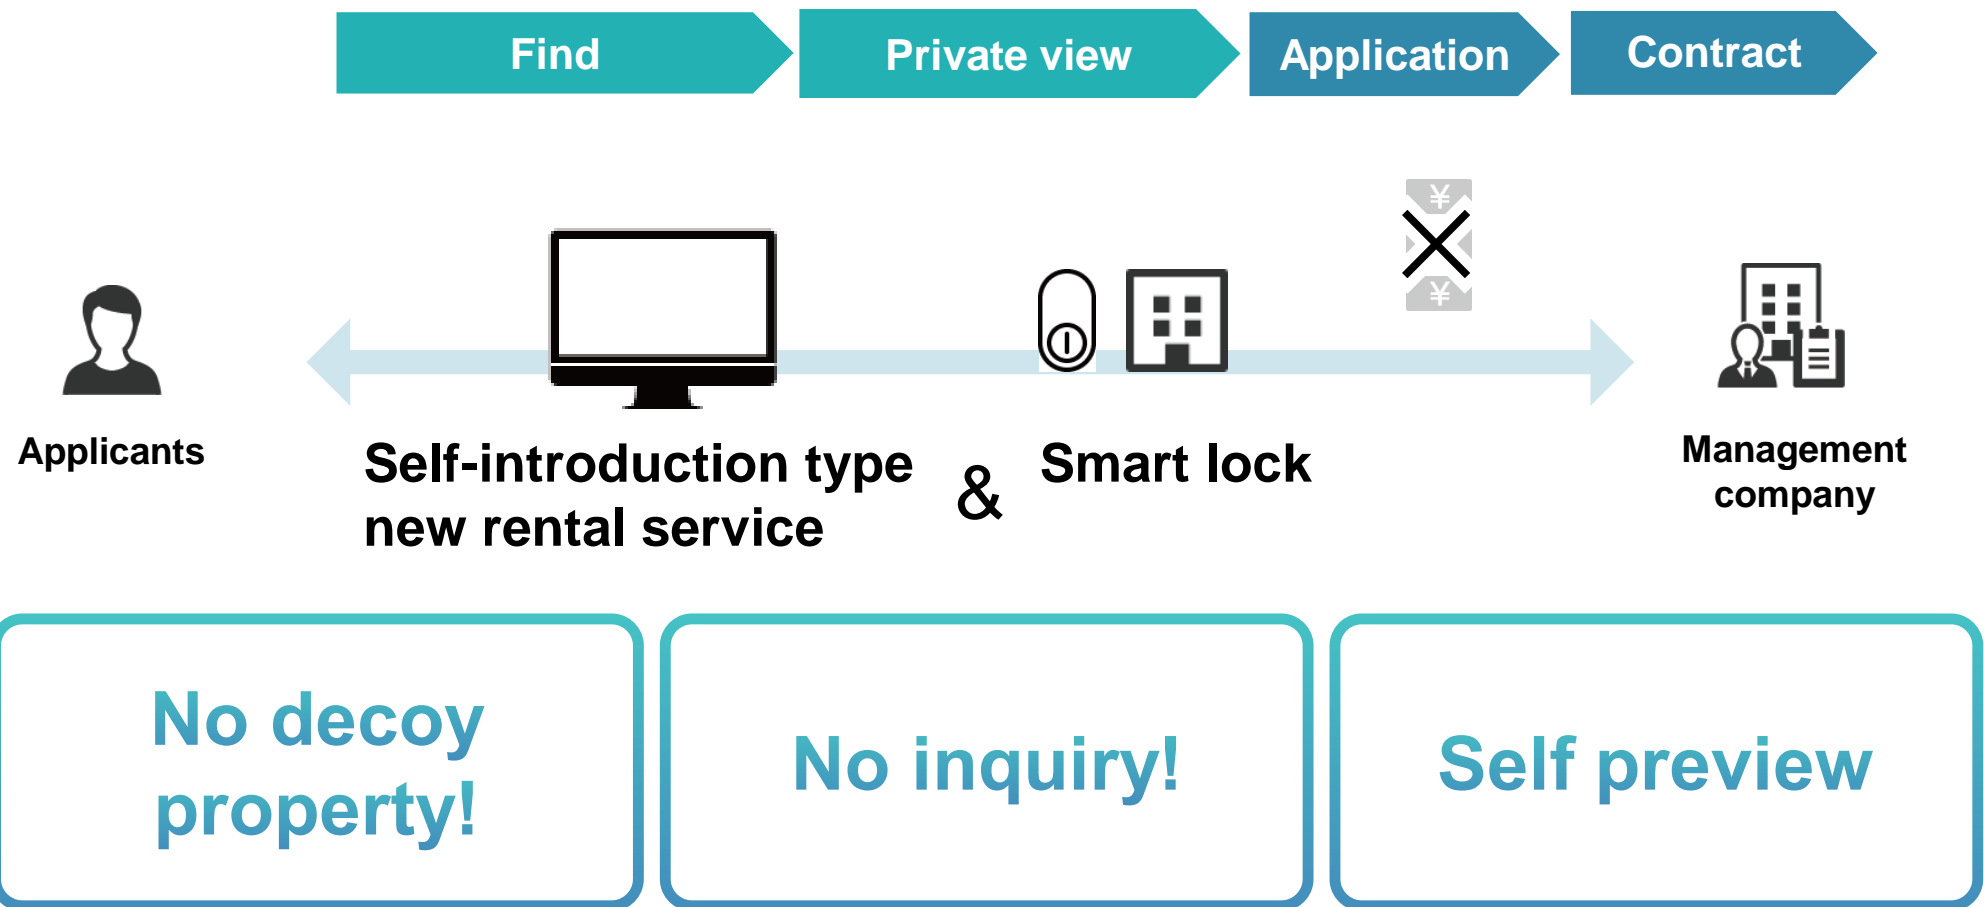 Find
Private view
Application
Contract
¥
¥
Applicants
Self-introduction type
new rental service
&
Smart lock
Management
company
No decoy
property!
No inquiry!
Self preview